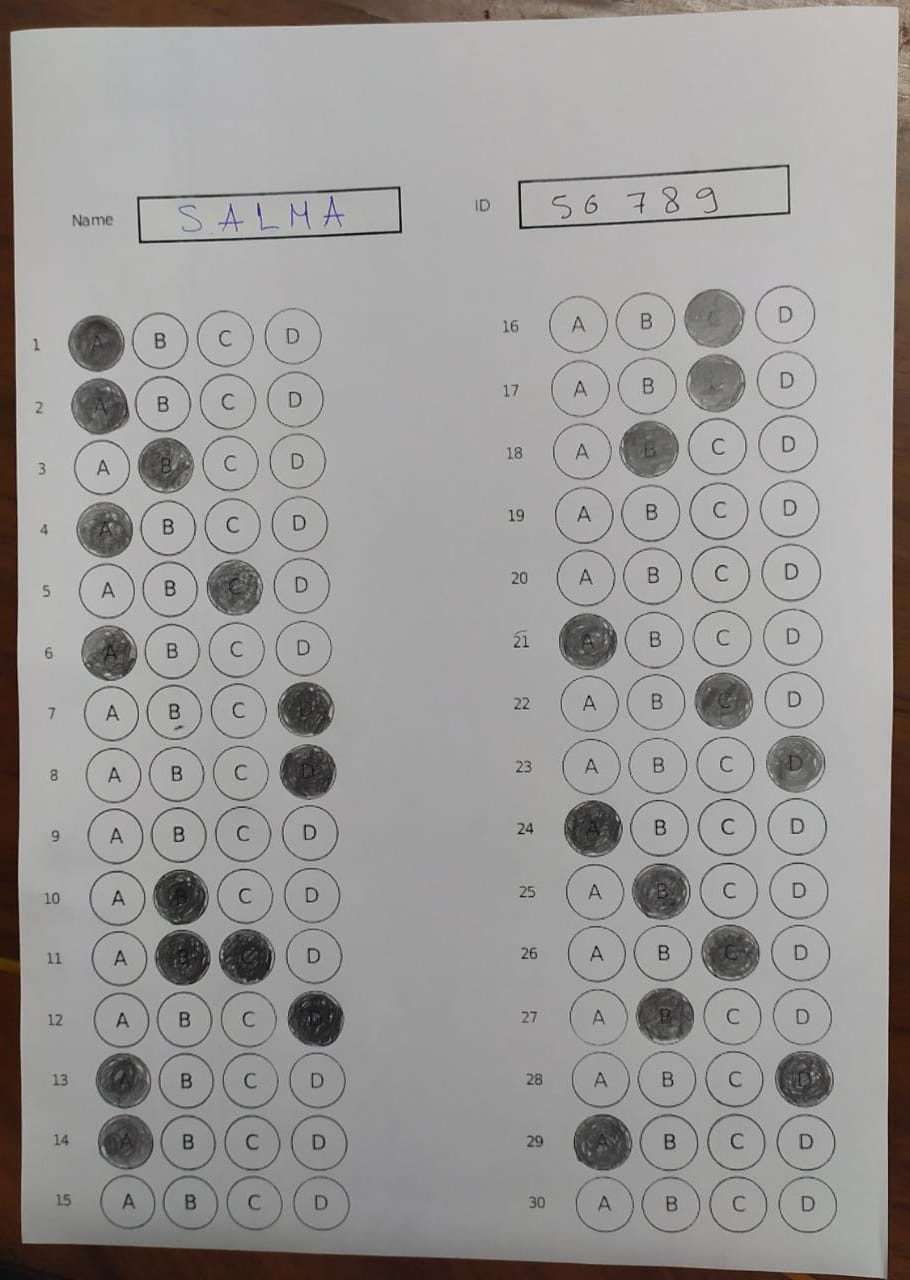 Name S.ALMA ID 56789
1 A B C D
2 A B C D
3 A B C D
4 A B C D
5 A B C D
6 A B C D
7 A B C D
8 A B C D
9 A B C D
10 A B C D
11 A B C D
12 A B C D
13 A B C D
14 A B C D
15 A B C D
16 A B C D
17 A B C D
18 A B C D
19 A B C D
20 A B C D
21 A B C D
22 A B C D
23 A B C D
24 A B C D
25 A B C D
26 A B C D
27 A B C D
28 A B C D
29 A B C D
30 A B C D